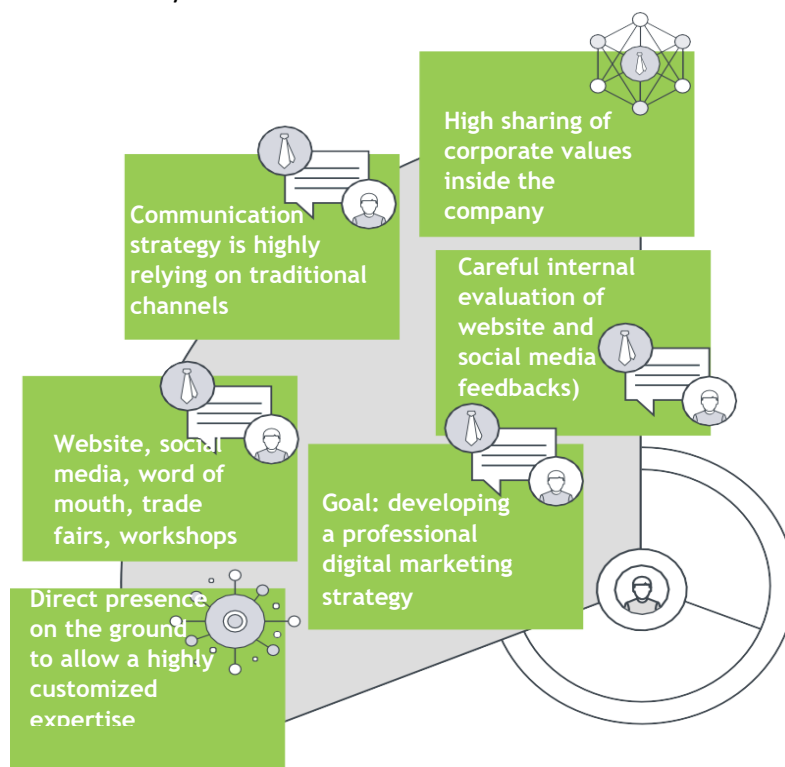 High sharing of
corporate values
inside the
company
Communication
strategy is highly
relying on traditional
channels
Careful internal
evaluation of
website and
social media
feedbacks)
Website, social
media, word of
mouth, trade
fairs, workshops
Goal: developing
a professional
digital marketing
strategy
Direct presence
on the ground
to allow a highly
customized
expertise